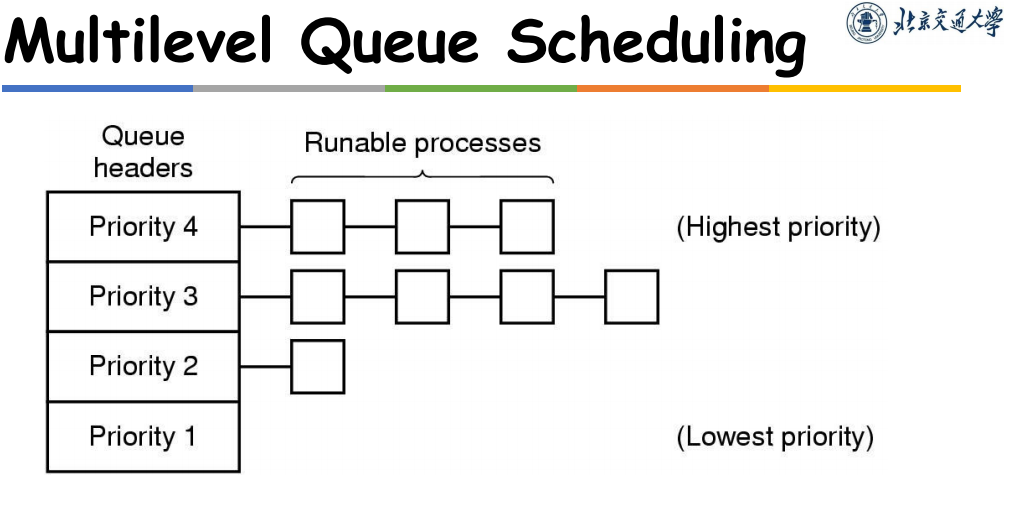 Multilevel Queue Scheduling
北京交通大学
Queue
headers
Runable processes
Priority 4
(Highest priority)
Priority 3
Priority 2
Priority 1
(Lowest priority)